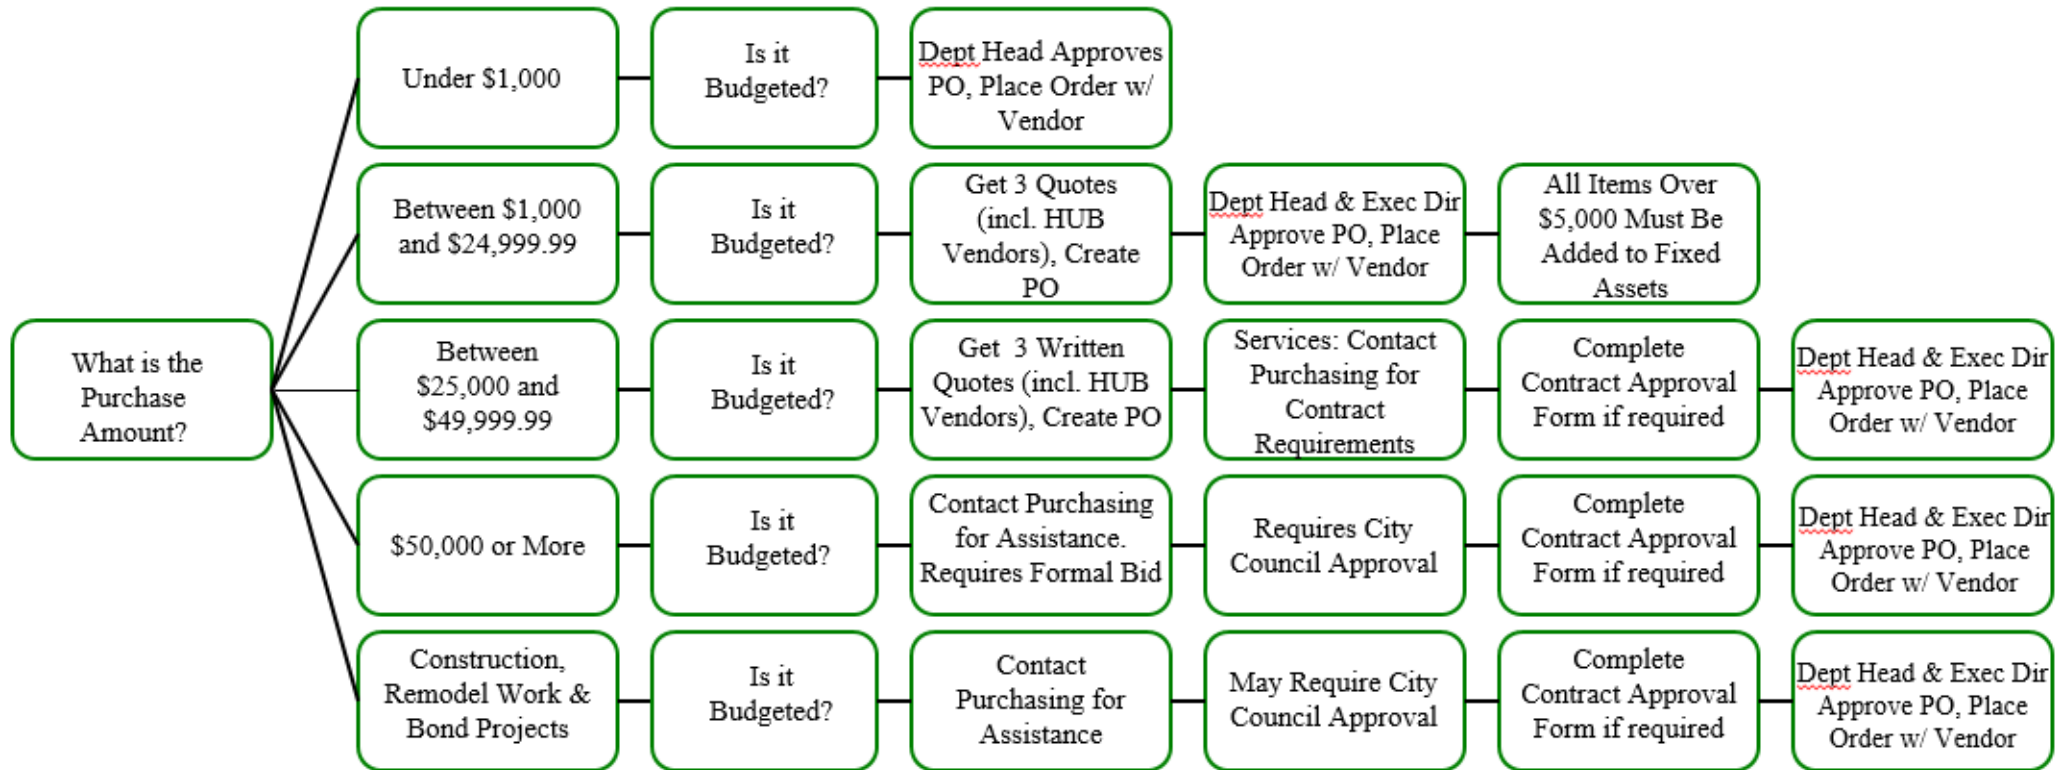 What is the
Purchase
Amount?
Under $1,000
Is it
Budgeted?
Dept Head Approves
PO, Place Order w/
Vendor
Between $1,000
and $24,999.99
Is it
Budgeted?
Get 3 Quotes
(incl. HUB
Vendors), Create
PO
Dept Head & Exec Dir
Approve PO, Place
Order w/ Vendor
All Items Over
$5,000 Must Be
Added to Fixed
Assets
Between
$25,000 and
$49,999.99
Is it
Budgeted?
Get 3 Written
Quotes (incl. HUB
Vendors), Create PO
Services: Contact
Purchasing for
Contract
Requirements
Complete
Contract Approval
Form if required
Dept Head & Exec Dir
Approve PO, Place
Order w/ Vendor
$50,000 or More
Is it
Budgeted?
Contact Purchasing
for Assistance.
Requires Formal Bid
Requires City
Council Approval
Complete
Contract Approval
Form if required
Dept Head & Exec Dir
Approve PO, Place
Order w/ Vendor
Construction,
Remodel Work &
Bond Projects
Is it
Budgeted?
Contact
Purchasing for
Assistance
May Require City
Council Approval
Complete
Contract Approval
Form if required
Dept Head & Exec Dir
Approve PO, Place
Order w/ Vendor